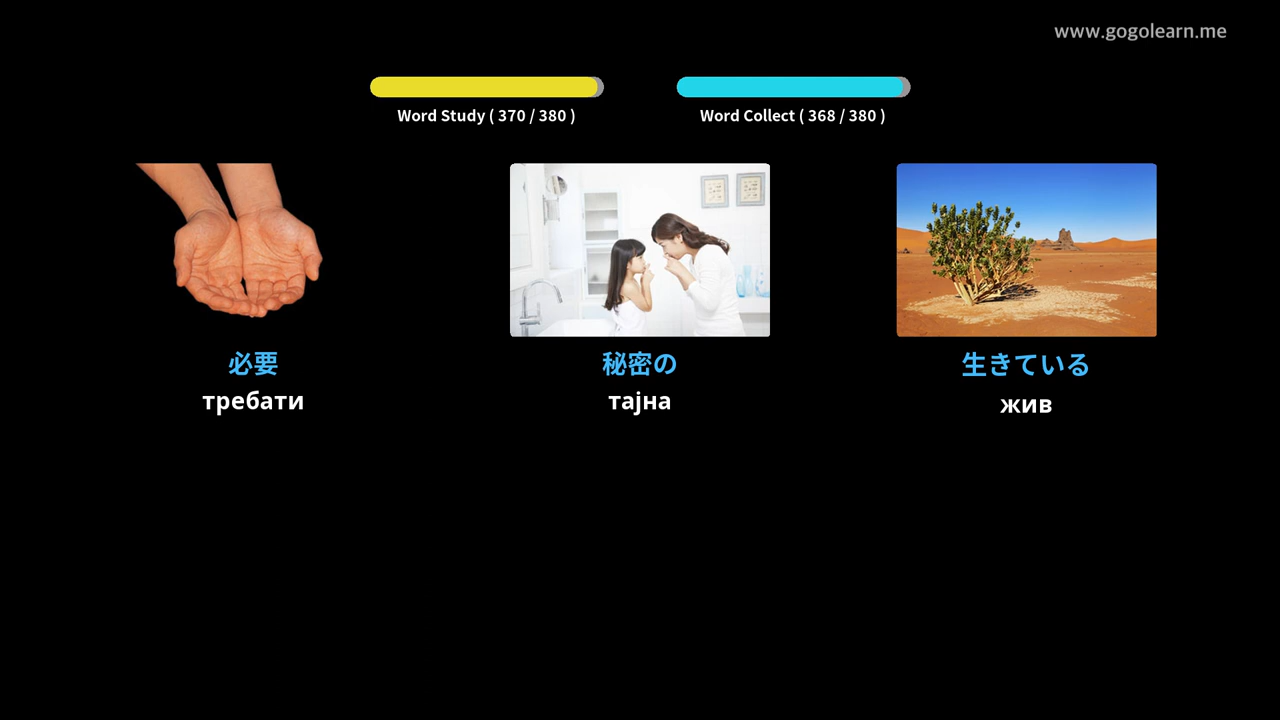 www.gogolearn.me
Word Study ( 370 / 380 )
Word Collect ( 368 / 380 )
必要
требати
秘密の
тајна
生きている
жив